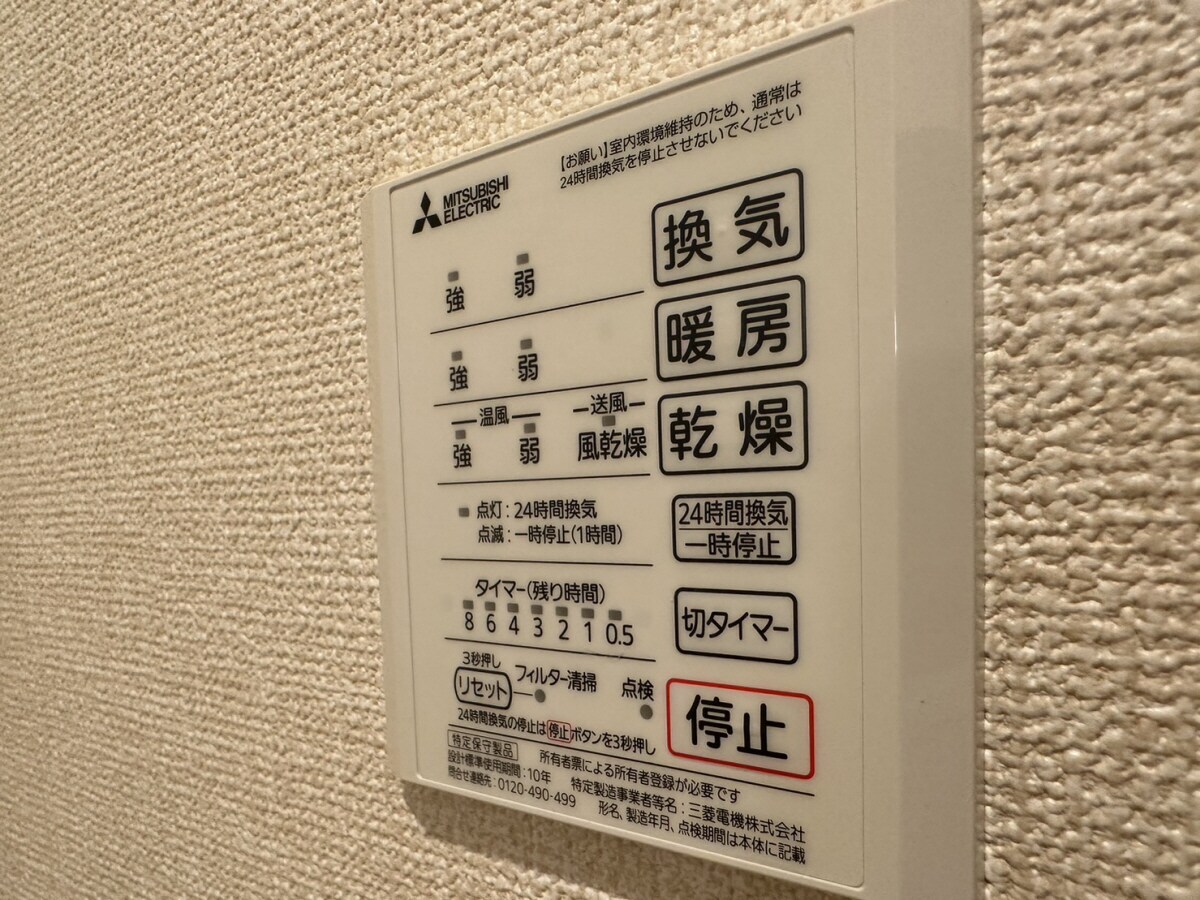 【お願い】室内環境維持のため、通常は
24時間換気を停止させないでください
MITSUBISHI
ELECTRIC
強 弱 換気
強 弱 暖房
温風 送風
強 弱 風乾燥 乾燥
点灯：24時間換気
点滅：一時停止(1時間)
24時間換気
一時停止
タイマー(残り時間)
8 6 4 3 2 1 0.5
切タイマー
3秒押し
リセット フィルター清掃 点検
停止
24時間換気の停止は停止ボタンを3秒押し
特定保守製品 所有者票による所有者登録が必要です
設計標準使用期間：10年 特定製造事業者等名：三菱電機株式会社
問合せ連絡先：0120-490-499 形名、製造年月、点検期間は本体に記載